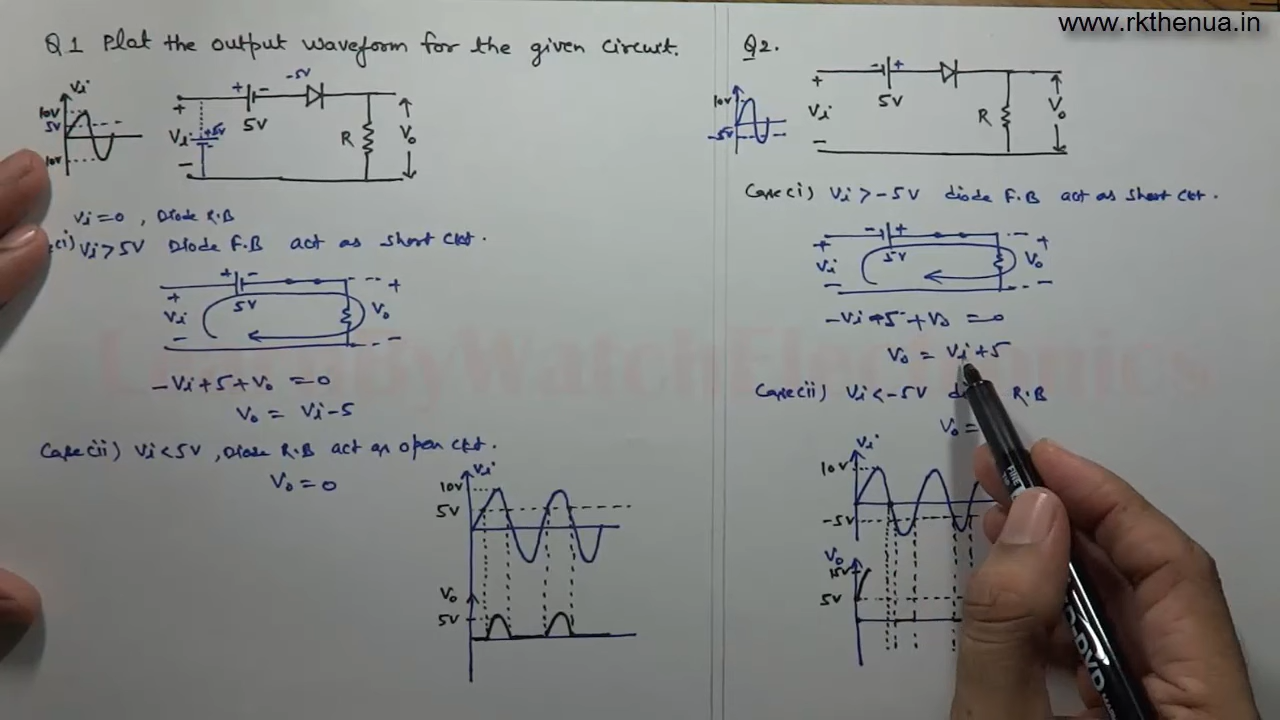 www.rkthenua.in
Q1 Plot the output waveform for the given circuit.
Vi
10V
5V
10V
+ + - -5V
5V
Vi +5V
-
R
Vo
Vi=0, Diode R.B
Vi>5V Diode F.B act as short ckt.
+ -
+ 5V +
Vi Vo
- -
-Vi+5+Vo=0
Vo = Vi-5
Case(ii) Vi<5V, Diode R.B act as open ckt.
Vo=0
Vi
10V
5V
Vo
5V
Q2.
10V
-5V
- +
+ 5V
Vi
-
R
Vo
Case(i) Vi>-5V diode F.B act as short ckt.
- +
+ 5V +
Vi Vo
- -
-Vi-5+Vo=0
Vo = Vi+5
Case(ii) Vi<-5V R.B
Vo=
Vi
10V
-5V
Vo
15V
5V